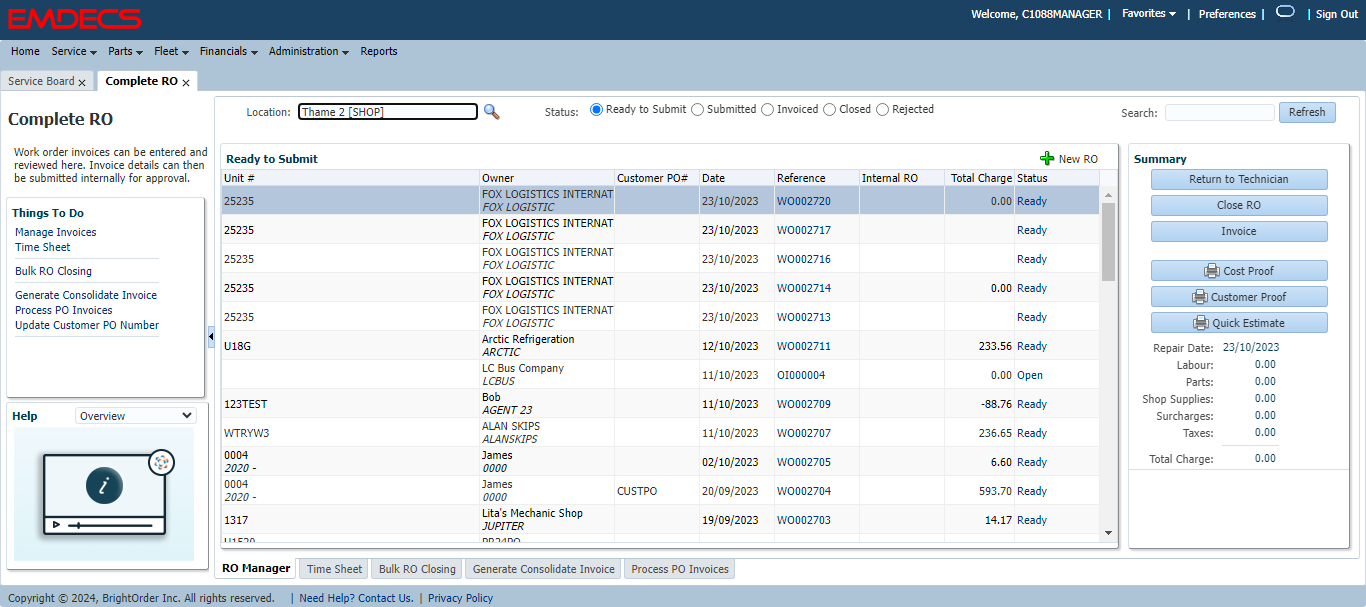 EMDECS
Welcome, C1088MANAGER | Favorites | Preferences | | Sign Out
Home Service Parts Fleet Financials Administration Reports
Service Board x Complete RO x
Complete RO
Work order invoices can be entered and
reviewed here. Invoice details can then
be submitted internally for approval.
Things To Do
Manage Invoices
Time Sheet
Bulk RO Closing
Generate Consolidate Invoice
Process PO Invoices
Update Customer PO Number
Help Overview
i
Location: Thame 2 [SHOP] Status: Ready to Submit Submitted Invoiced Closed Rejected Search: Refresh
Ready to Submit New RO
Unit # Owner Customer PO# Date Reference Internal RO Total Charge Status
25235 FOX LOGISTICS INTERNAT 23/10/2023 WO002720 0.00 Ready
FOX LOGISTIC
25235 FOX LOGISTICS INTERNAT 23/10/2023 WO002717 Ready
FOX LOGISTIC
25235 FOX LOGISTICS INTERNAT 23/10/2023 WO002716 Ready
FOX LOGISTIC
25235 FOX LOGISTICS INTERNAT 23/10/2023 WO002714 0.00 Ready
FOX LOGISTIC
25235 FOX LOGISTICS INTERNAT 23/10/2023 WO002713 Ready
FOX LOGISTIC
U18G Arctic Refrigeration 12/10/2023 WO002711 233.56 Ready
ARCTIC
LC Bus Company 11/10/2023 OI000004 0.00 Open
LCBUS
123TEST Bob 11/10/2023 WO002709 -88.76 Ready
AGENT 23
WTRYW3 ALAN SKIPS 11/10/2023 WO002707 236.65 Ready
ALANSKIPS
0004 James 02/10/2023 WO002705 6.60 Ready
2020 - 0000
0004 James CUSTPO 20/09/2023 WO002704 593.70 Ready
2020 - 0000
1317 Lita's Mechanic Shop 19/09/2023 WO002703 14.17 Ready
JUPITER
Summary
Return to Technician
Close RO
Invoice
Cost Proof
Customer Proof
Quick Estimate
Repair Date: 23/10/2023
Labour: 0.00
Parts: 0.00
Shop Supplies: 0.00
Surcharges: 0.00
Taxes: 0.00
Total Charge: 0.00
RO Manager Time Sheet Bulk RO Closing Generate Consolidate Invoice Process PO Invoices
Copyright © 2024, BrightOrder Inc. All rights reserved. | Need Help? Contact Us. | Privacy Policy